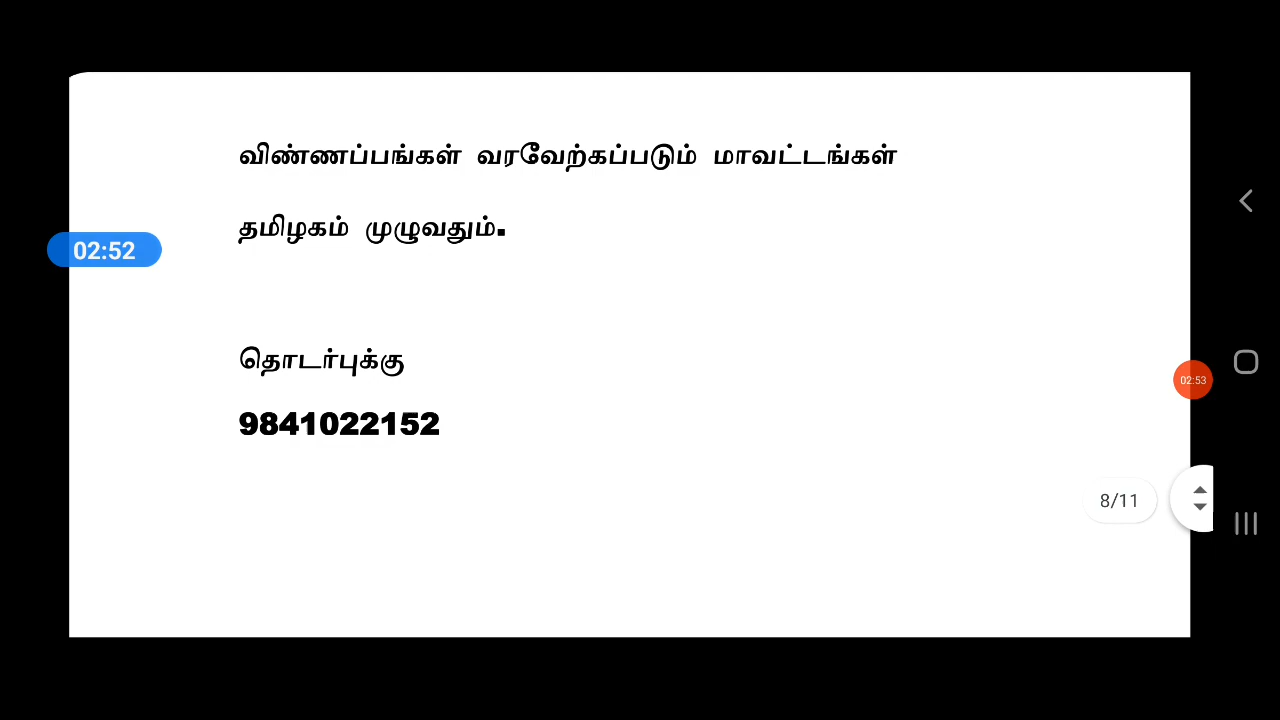 விண்ணப்பங்கள் வரவேற்கப்படும் மாவட்டங்கள்
தமிழகம் முழுவதும்.
02:52
தொடர்புக்கு
02:53
9841022152
8/11